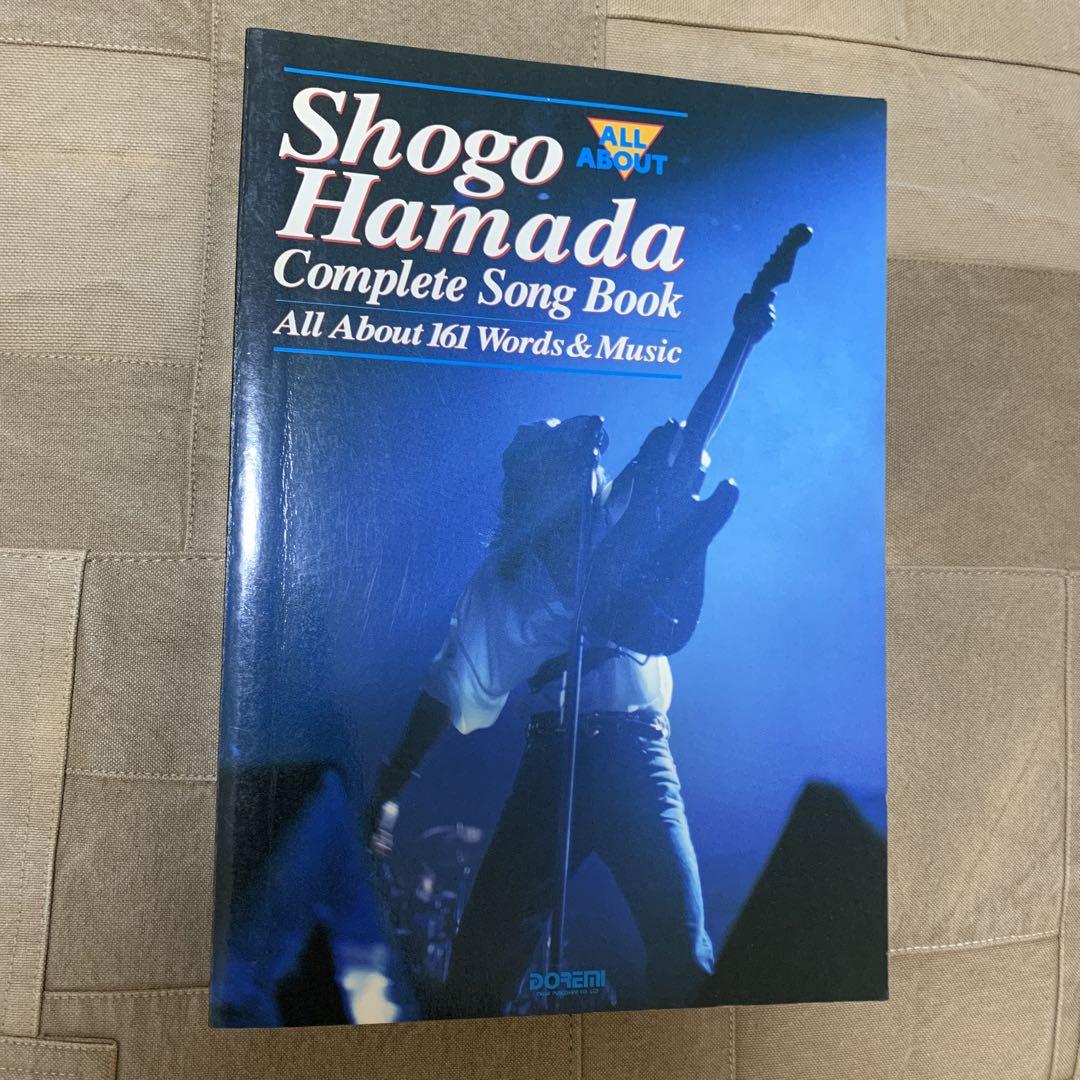 Shogo
Hamada
ALL
ABOUT
Complete Song Book
All About 161 Words & Music
DOREMI